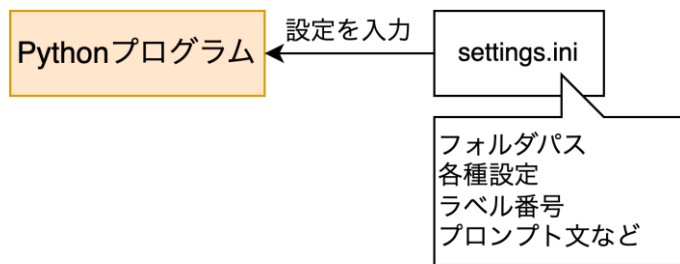 Pythonプログラム
設定を入力
settings.ini
フォルダパス
各種設定
ラベル番号
プロンプト文など